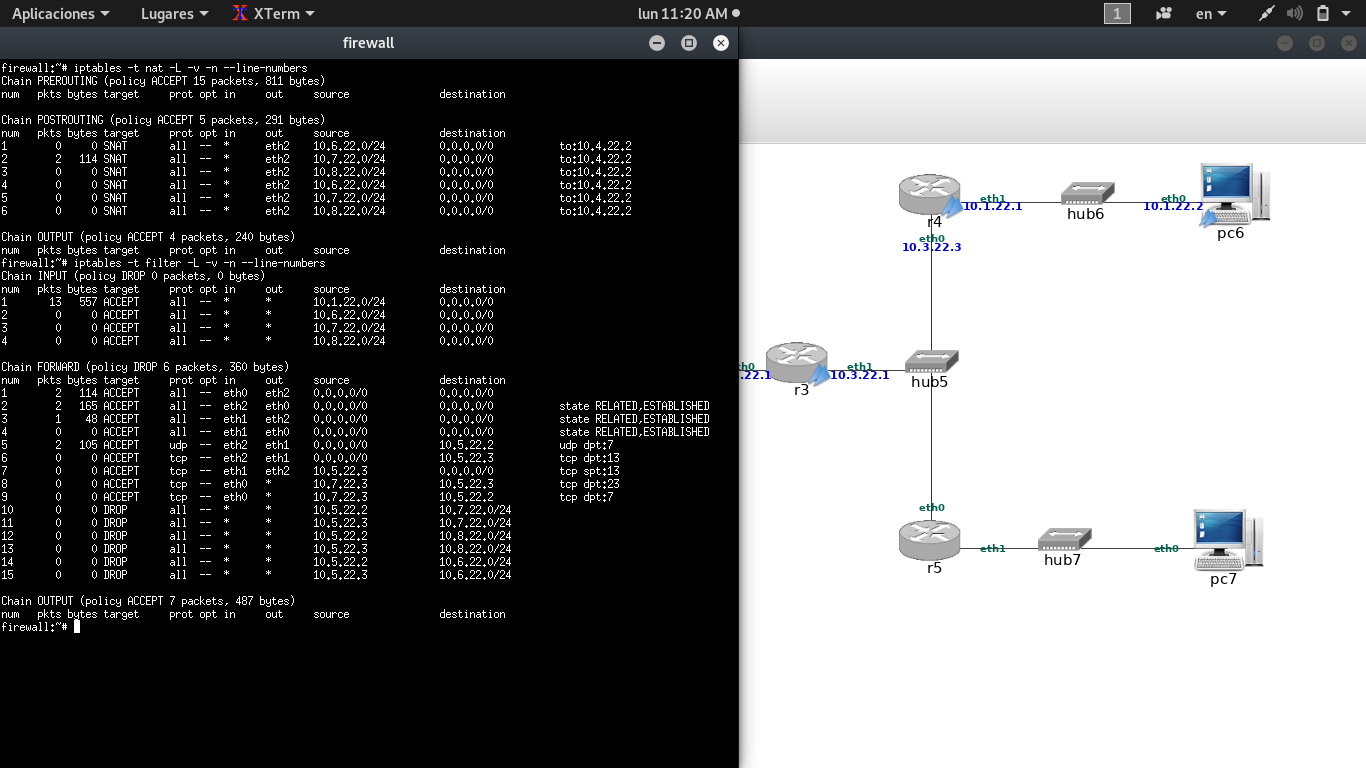 Aplicaciones Lugares XTerm lun 11:20 AM 1 en
firewall
firewall:~# iptables -t nat -L -v -n --line-numbers
Chain PREROUTING (policy ACCEPT 15 packets, 811 bytes)
num pkts bytes target prot opt in out source destination
Chain POSTROUTING (policy ACCEPT 5 packets, 291 bytes)
num pkts bytes target prot opt in out source destination
1 0 0 SNAT all -- * eth2 10.6.22.0/24 0.0.0.0/0 to:10.4.22.2
2 2 114 SNAT all -- * eth2 10.7.22.0/24 0.0.0.0/0 to:10.4.22.2
3 0 0 SNAT all -- * eth2 10.8.22.0/24 0.0.0.0/0 to:10.4.22.2
4 0 0 SNAT all -- * eth2 10.6.22.0/24 0.0.0.0/0 to:10.4.22.2
5 0 0 SNAT all -- * eth2 10.7.22.0/24 0.0.0.0/0 to:10.4.22.2
6 0 0 SNAT all -- * eth2 10.8.22.0/24 0.0.0.0/0 to:10.4.22.2
Chain OUTPUT (policy ACCEPT 4 packets, 240 bytes)
num pkts bytes target prot opt in out source destination
firewall:~# iptables -t filter -L -v -n --line-numbers
Chain INPUT (policy DROP 0 packets, 0 bytes)
num pkts bytes target prot opt in out source destination
1 13 557 ACCEPT all -- * * 10.1.22.0/24 0.0.0.0/0
2 0 0 ACCEPT all -- * * 10.6.22.0/24 0.0.0.0/0
3 0 0 ACCEPT all -- * * 10.7.22.0/24 0.0.0.0/0
4 0 0 ACCEPT all -- * * 10.8.22.0/24 0.0.0.0/0
Chain FORWARD (policy DROP 6 packets, 360 bytes)
num pkts bytes target prot opt in out source destination
1 2 114 ACCEPT all -- eth0 eth2 0.0.0.0/0 0.0.0.0/0
2 2 165 ACCEPT all -- eth2 eth0 0.0.0.0/0 0.0.0.0/0 state RELATED,ESTABLISHED
3 1 48 ACCEPT all -- eth1 eth2 0.0.0.0/0 0.0.0.0/0 state RELATED,ESTABLISHED
4 0 0 ACCEPT all -- eth1 eth0 0.0.0.0/0 0.0.0.0/0 state RELATED,ESTABLISHED
5 2 105 ACCEPT udp -- eth2 eth1 0.0.0.0/0 10.5.22.2 udp dpt:7
6 0 0 ACCEPT tcp -- eth2 eth1 0.0.0.0/0 10.5.22.3 tcp dpt:13
7 0 0 ACCEPT tcp -- eth1 eth2 10.5.22.3 0.0.0.0/0 tcp spt:13
8 0 0 ACCEPT tcp -- eth0 * 10.7.22.3 10.5.22.3 tcp dpt:23
9 0 0 ACCEPT tcp -- eth0 * 10.7.22.3 10.5.22.2 tcp dpt:7
10 0 0 DROP all -- * * 10.5.22.2 10.7.22.0/24
11 0 0 DROP all -- * * 10.5.22.3 10.7.22.0/24
12 0 0 DROP all -- * * 10.5.22.2 10.8.22.0/24
13 0 0 DROP all -- * * 10.5.22.3 10.8.22.0/24
14 0 0 DROP all -- * * 10.5.22.2 10.6.22.0/24
15 0 0 DROP all -- * * 10.5.22.3 10.6.22.0/24
Chain OUTPUT (policy ACCEPT 7 packets, 487 bytes)
num pkts bytes target prot opt in out source destination
firewall:~#
eth1 eth0
10.1.22.1 10.1.22.2
r4 hub6 pc6
eth0
10.3.22.3
eth1
.22.1 10.3.22.1
r3 hub5
eth0
eth1 eth0
r5 hub7 pc7